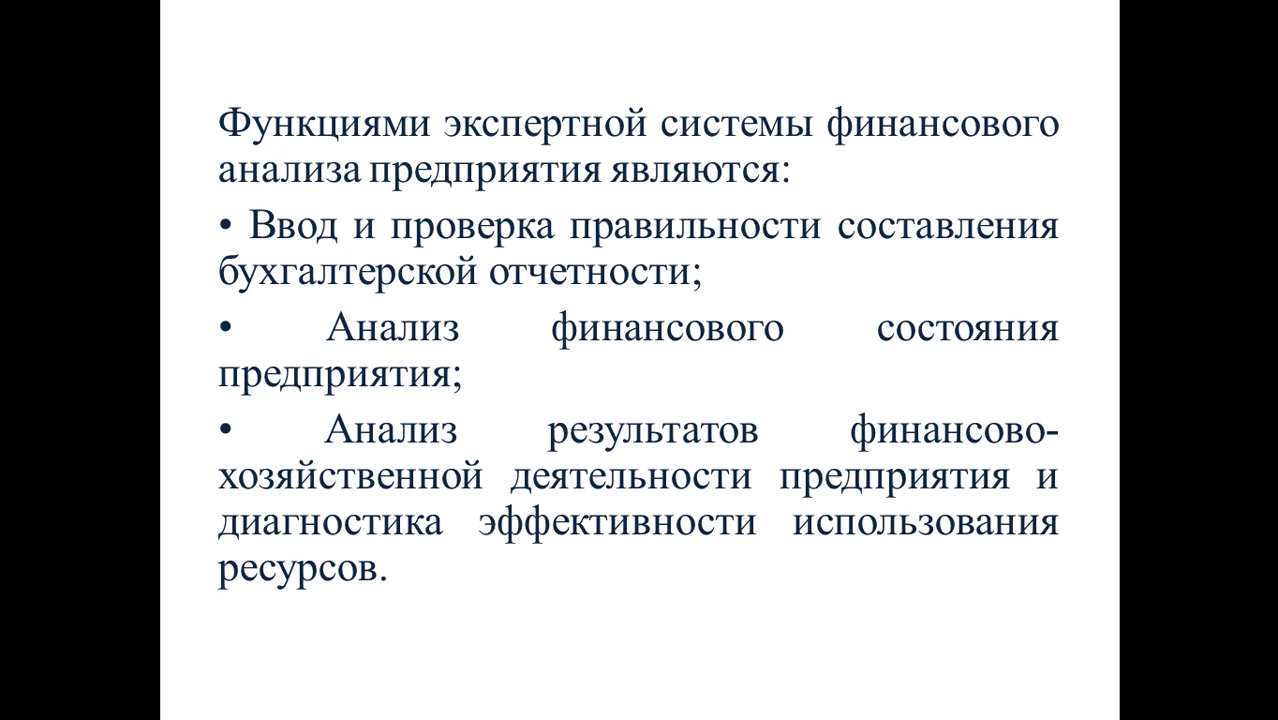 Функциями экспертной системы финансового
анализа предприятия являются:
• Ввод и проверка правильности составления
бухгалтерской отчетности;
• Анализ финансового состояния
предприятия;
• Анализ результатов финансово-
хозяйственной деятельности предприятия и
диагностика эффективности использования
ресурсов.